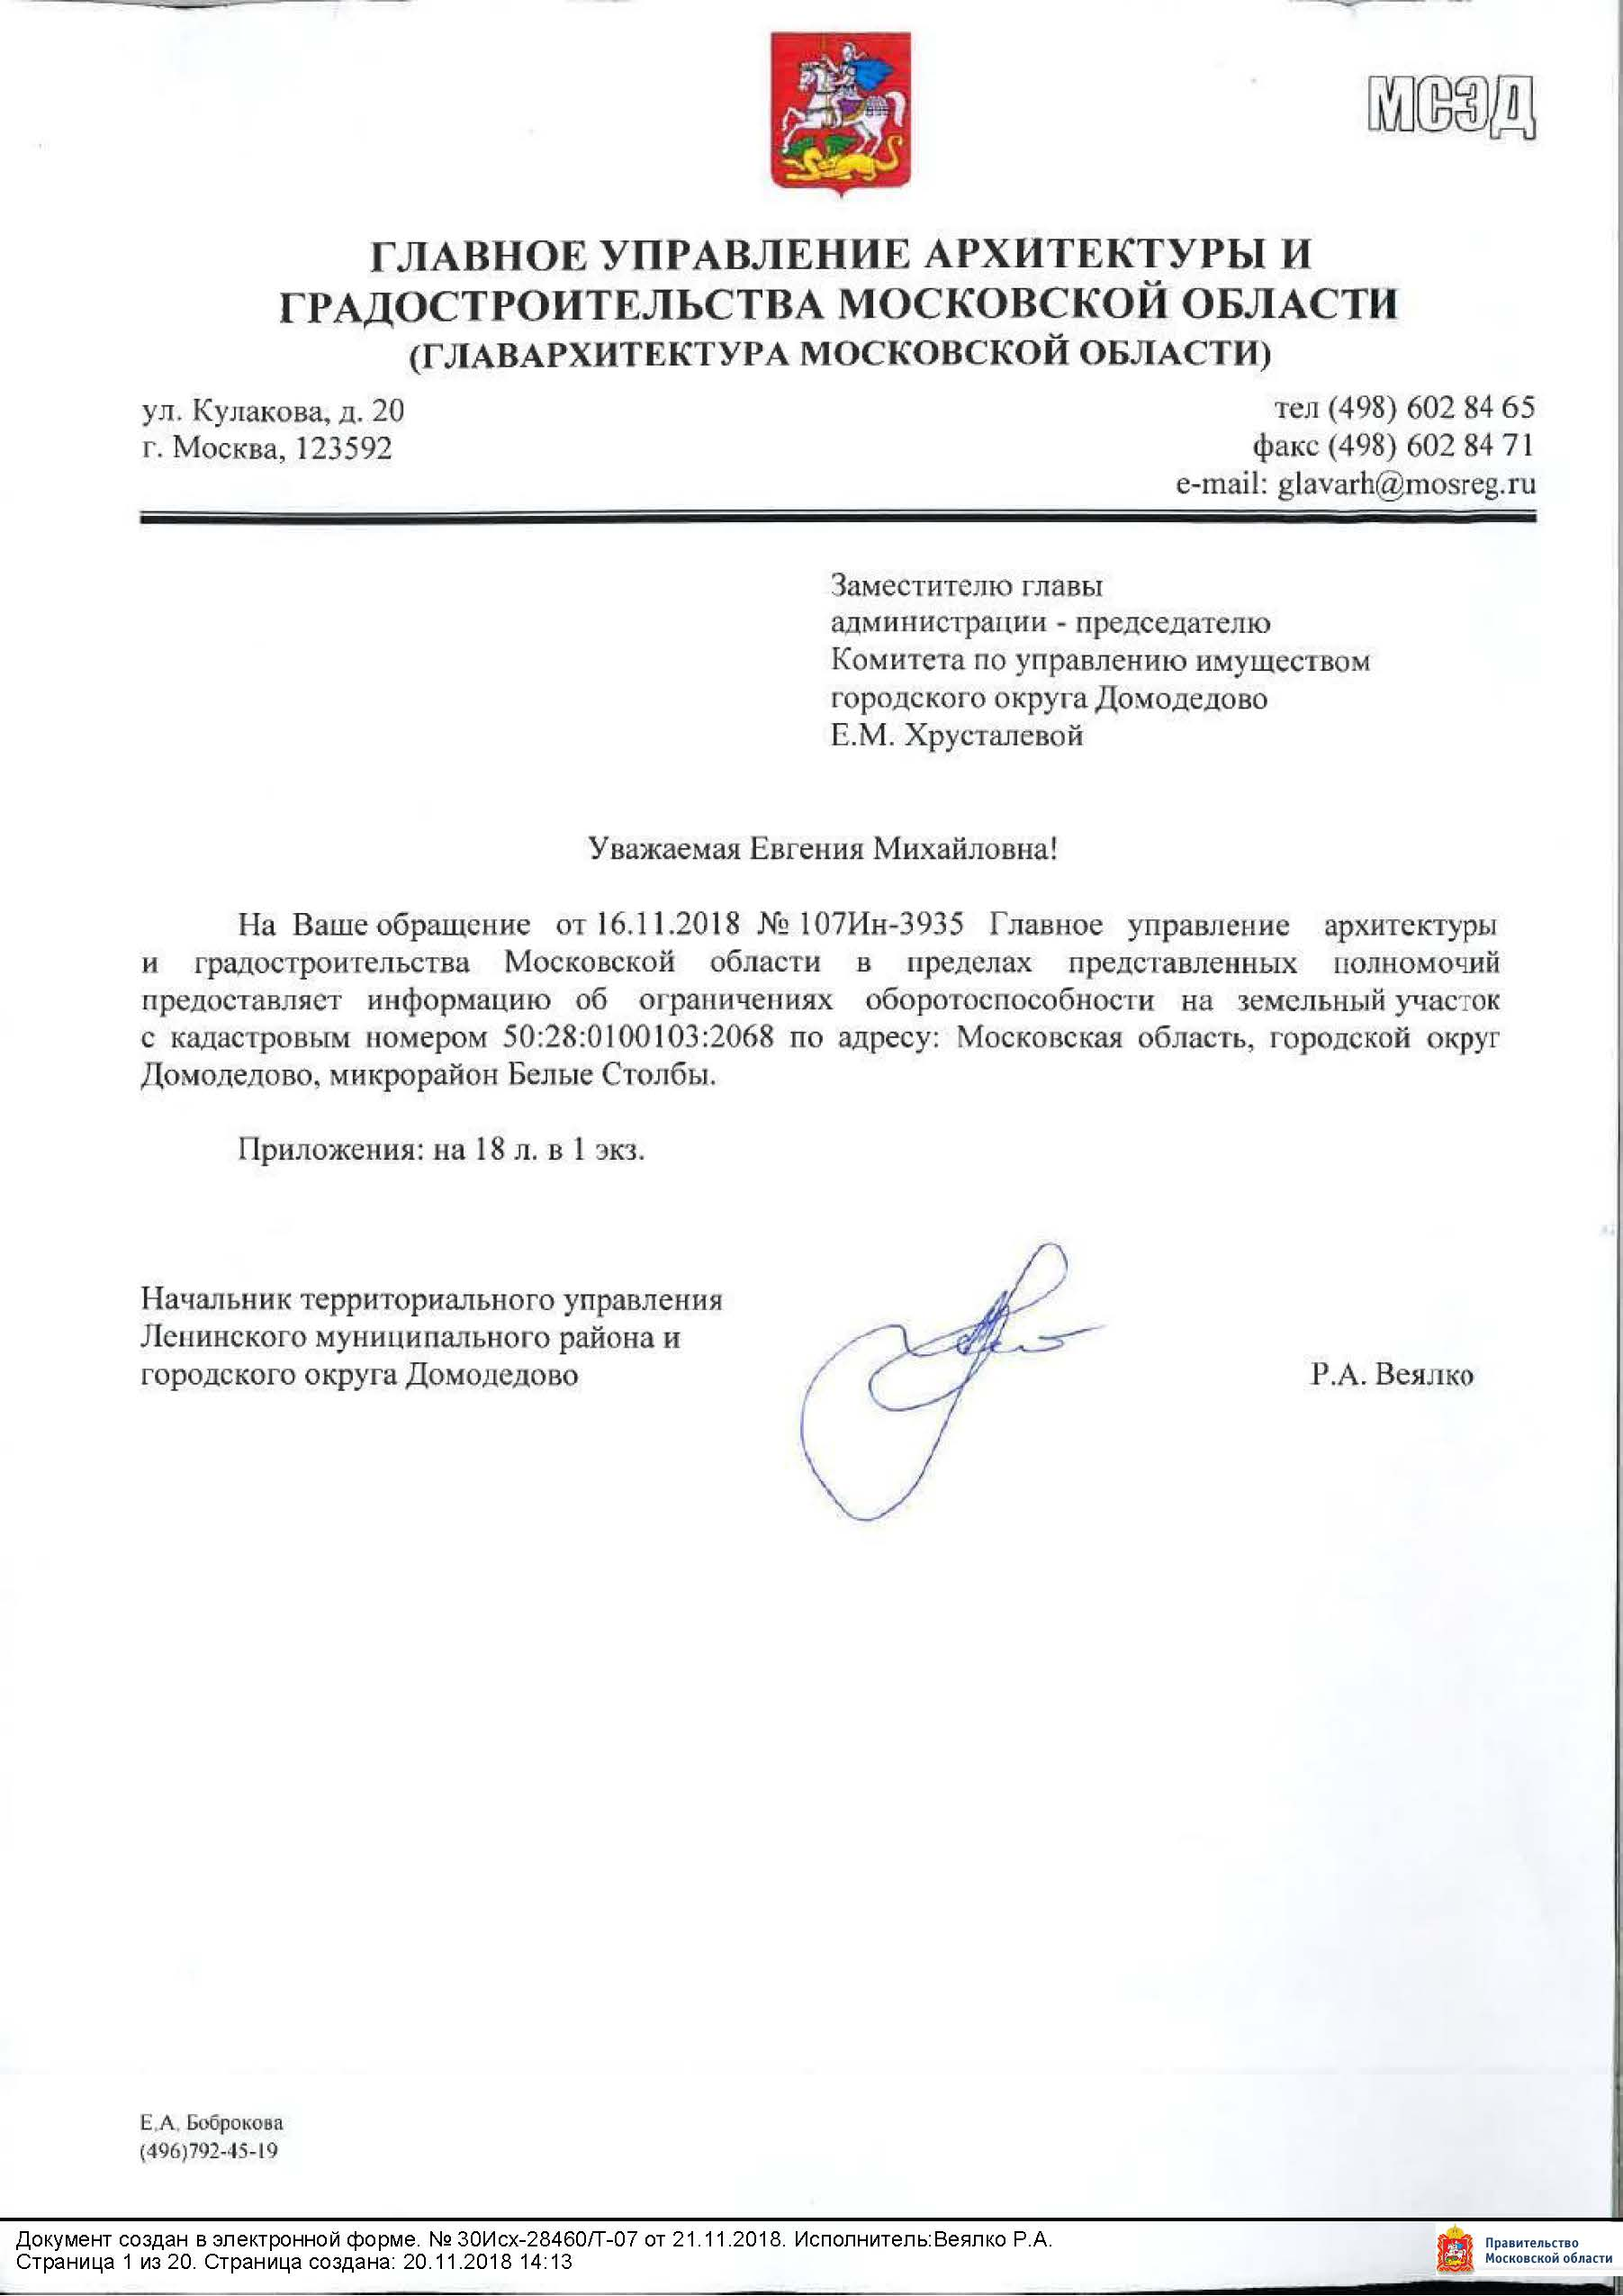 МСЭД
ГЛАВНОЕ УПРАВЛЕНИЕ АРХИТЕКТУРЫ И
ГРАДОСТРОИТЕЛЬСТВА МОСКОВСКОЙ ОБЛАСТИ
(ГЛАВАРХИТЕКТУРА МОСКОВСКОЙ ОБЛАСТИ)
ул. Кулакова, д. 20
г. Москва, 123592
тел (498) 602 84 65
факс (498) 602 84 71
e-mail: glavarh@mosreg.ru
Заместителю главы
администрации - председателю
Комитета по управлению имуществом
городского округа Домодедово
Е.М. Хрусталевой
Уважаемая Евгения Михайловна!
На Ваше обращение от 16.11.2018 № 107Ин-3935 Главное управление архитектуры
и градостроительства Московской области в пределах представленных полномочий
предоставляет информацию об ограничениях оборотоспособности на земельный участок
с кадастровым номером 50:28:0100103:2068 по адресу: Московская область, городской округ
Домодедово, микрорайон Белые Столбы.
Приложения: на 18 л. в 1 экз.
Начальник территориального управления
Ленинского муниципального района и
городского округа Домодедово
Р.А. Веялко
Е.А. Боброкова
(496)792-45-19
Документ создан в электронной форме. № 30Исх-28460/Т-07 от 21.11.2018. Исполнитель:Веялко Р.А.
Страница 1 из 20. Страница создана: 20.11.2018 14:13
Правительство
Московской области